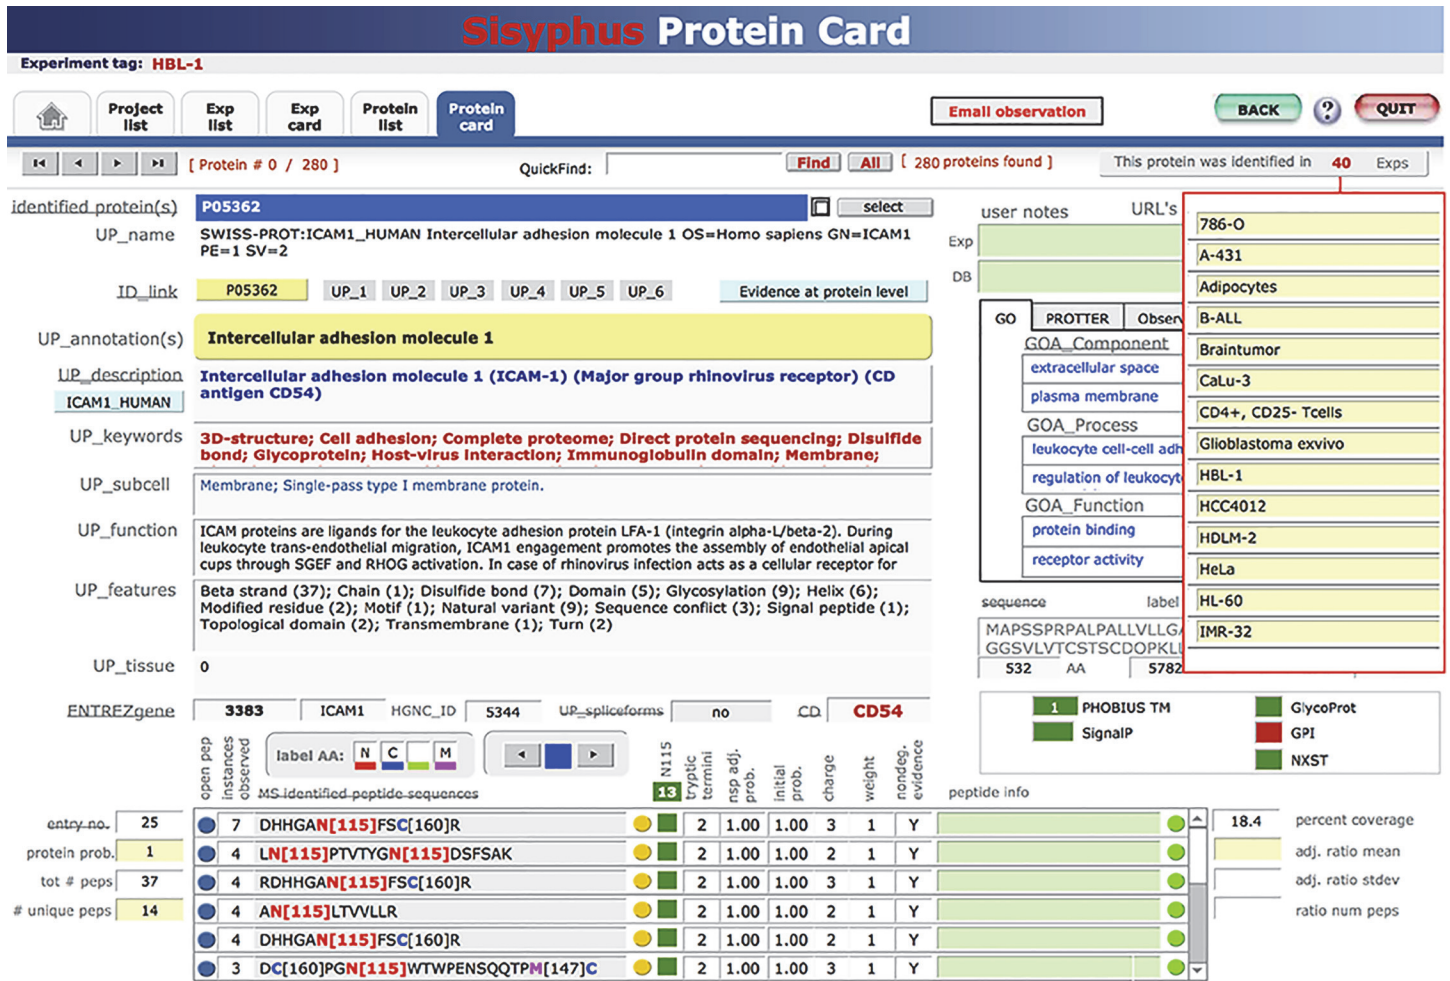 Sisyphus Protein Card
Experiment tag: HBL-1
Project list
Exp list
Exp card
Protein list
Protein card
Email observation
BACK
?
QUIT
[ Protein # 0 / 280 ]
QuickFind:
Find
All
[ 280 proteins found ]
This protein was identified in 40 Exps
identified protein(s)
P05362
select
UP_name
SWISS-PROT:ICAM1_HUMAN Intercellular adhesion molecule 1 OS=Homo sapiens GN=ICAM1
PE=1 SV=2
ID_link
P05362
UP_1
UP_2
UP_3
UP_4
UP_5
UP_6
Evidence at protein level
UP_annotation(s)
Intercellular adhesion molecule 1
UP_description
ICAM1_HUMAN
Intercellular adhesion molecule 1 (ICAM-1) (Major group rhinovirus receptor) (CD
antigen CD54)
UP_keywords
3D-structure; Cell adhesion; Complete proteome; Direct protein sequencing; Disulfide
bond; Glycoprotein; Host-virus interaction; Immunoglobulin domain; Membrane;
UP_subcell
Membrane; Single-pass type I membrane protein.
UP_function
ICAM proteins are ligands for the leukocyte adhesion protein LFA-1 (integrin alpha-L/beta-2). During
leukocyte trans-endothelial migration, ICAM1 engagement promotes the assembly of endothelial apical
cups through SGEF and RHOG activation. In case of rhinovirus infection acts as a cellular receptor for
UP_features
Beta strand (37); Chain (1); Disulfide bond (7); Domain (5); Glycosylation (9); Helix (6);
Modified residue (2); Motif (1); Natural variant (9); Sequence conflict (3); Signal peptide (1);
Topological domain (2); Transmembrane (1); Turn (2)
UP_tissue
0
ENTREZgene
3383
ICAM1
HGNC_ID
5344
UP_spliceforms
no
CD
CD54
user notes
URL's
Exp
DB
GO
PROTTER
Observ
GOA_Component
extracellular space
plasma membrane
GOA_Process
leukocyte cell-cell adh
regulation of leukocyt
GOA_Function
protein binding
receptor activity
sequence
label
MAPSSPRPALPALLVLLG
GGSVLVTCSTSCDQPKLL
532
AA
5782
786-O
A-431
Adipocytes
B-ALL
Braintumor
CaLu-3
CD4+, CD25- Tcells
Glioblastoma exvivo
HBL-1
HCC4012
HDLM-2
HeLa
HL-60
IMR-32
1 PHOBIUS TM
SignalP
GlycoProt
GPI
NXST
open pep
instances observed
label AA: N C M
MS identified peptide sequences
N115
13
tryptic termini
nsp adj. prob.
initial prob.
charge
weight
nondeg. evidence
peptide info
entry no. 25
protein prob. 1
tot # peps 37
# unique peps 14
7 DHHGAN[115]FSC[160]R 2 1.00 1.00 3 1 Y
4 LN[115]PTVTYGN[115]DSFSAK 2 1.00 1.00 2 1 Y
4 RDHHGAN[115]FSC[160]R 2 1.00 1.00 3 1 Y
4 AN[115]LTVVLLR 2 1.00 1.00 2 1 Y
4 DHHGAN[115]FSC[160]R 2 1.00 1.00 2 1 Y
3 DC[160]PGN[115]WTWPENSQQTPM[147]C 2 1.00 1.00 3 1 Y
18.4 percent coverage
adj. ratio mean
adj. ratio stdev
ratio num peps